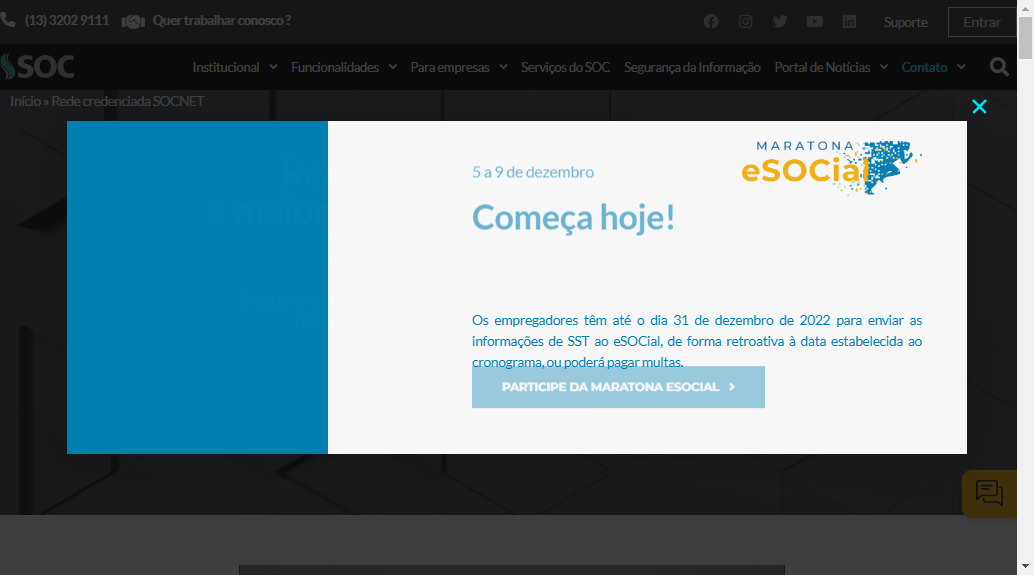 (13) 3202 9111 Quer trabalhar conosco ?
Suporte Entrar
SOC
Institucional Funcionalidades Para empresas Serviços do SOC Segurança da Informação Portal de Notícias Contato
Início » Rede credenciada SOCNET
MARATONA
eSOCial
5 a 9 de dezembro
Começa hoje!
Os empregadores têm até o dia 31 de dezembro de 2022 para enviar as
informações de SST ao eSOCial, de forma retroativa à data estabelecida ao
cronograma, ou poderá pagar multas.
PARTICIPE DA MARATONA ESOCIAL